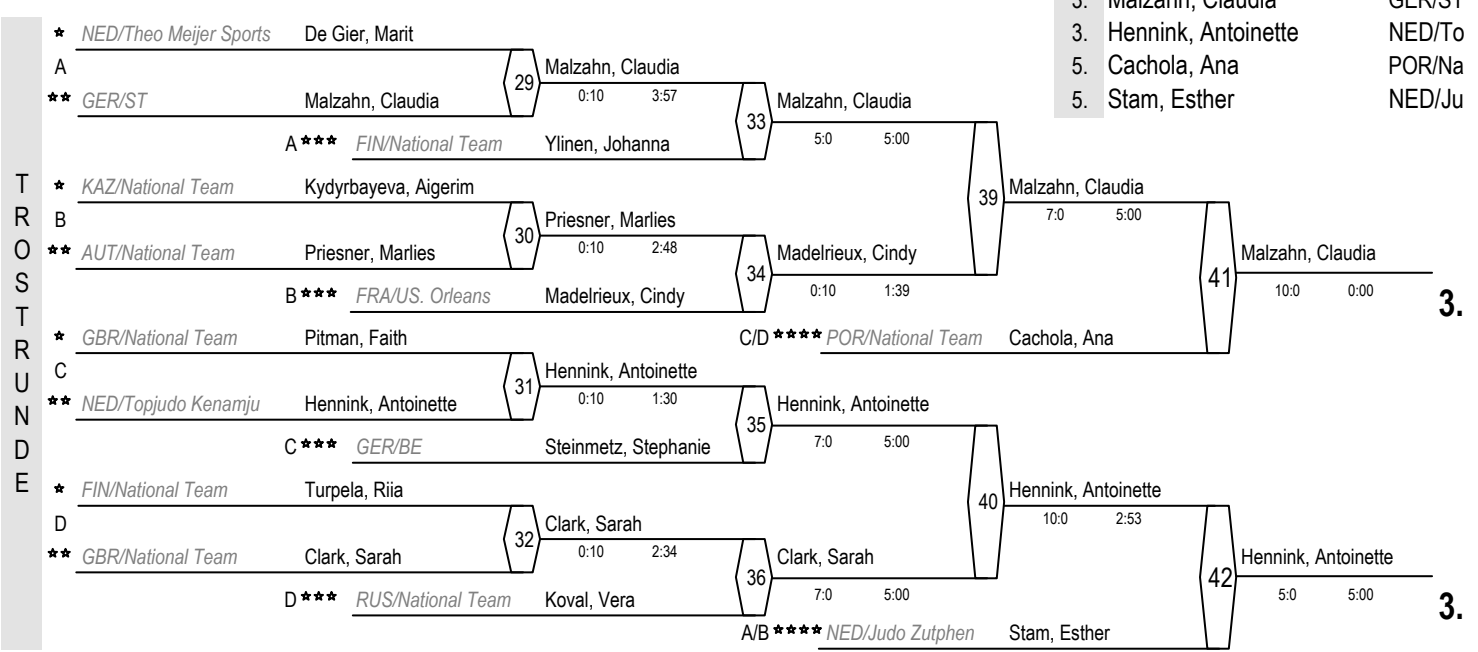 3. Malzahn, Claudia GER/ST
3. Hennink, Antoinette NED/To
5. Cachola, Ana POR/Na
5. Stam, Esther NED/Ju
TROSTRUNDE
* NED/Theo Meijer Sports De Gier, Marit
A
29 Malzahn, Claudia
0:10 3:57
** GER/ST Malzahn, Claudia
33 Malzahn, Claudia
5:0 5:00
A *** FIN/National Team Ylinen, Johanna
* KAZ/National Team Kydyrbayeva, Aigerim
39 Malzahn, Claudia
7:0 5:00
B
30 Priesner, Marlies
0:10 2:48
** AUT/National Team Priesner, Marlies
34 Madelrieux, Cindy
0:10 1:39
41 Malzahn, Claudia
10:0 0:00
3.
B *** FRA/US. Orleans Madelrieux, Cindy
* GBR/National Team Pitman, Faith
C/D **** POR/National Team Cachola, Ana
C
31 Hennink, Antoinette
0:10 1:30
** NED/Topjudo Kenamju Hennink, Antoinette
35 Hennink, Antoinette
7:0 5:00
C *** GER/BE Steinmetz, Stephanie
* FIN/National Team Turpela, Riia
40 Hennink, Antoinette
10:0 2:53
D
32 Clark, Sarah
0:10 2:34
** GBR/National Team Clark, Sarah
36 Clark, Sarah
7:0 5:00
42 Hennink, Antoinette
5:0 5:00
3.
D *** RUS/National Team Koval, Vera
A/B **** NED/Judo Zutphen Stam, Esther